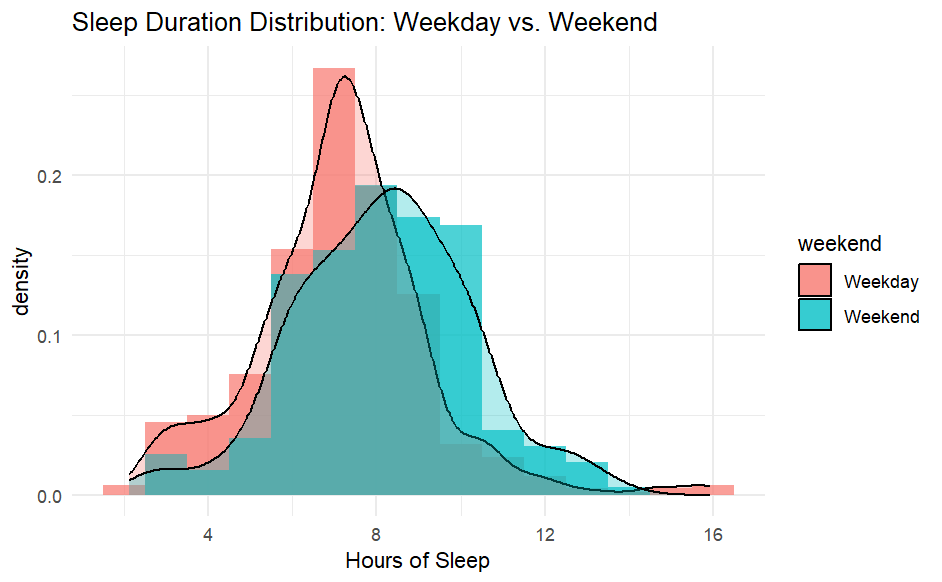 Sleep Duration Distribution: Weekday vs. Weekend
density
0.2
0.1
0.0
4
8
12
16
Hours of Sleep
weekend
Weekday
Weekend